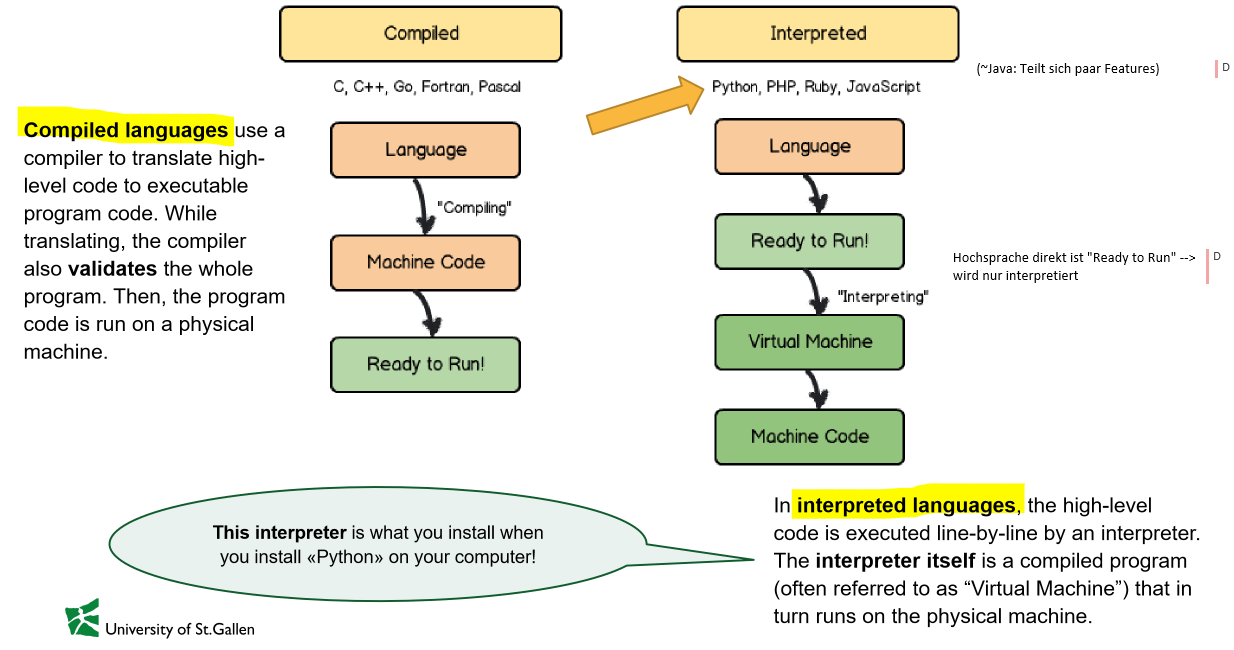 Compiled
C, C++, Go, Fortran, Pascal
Compiled languages use a
compiler to translate high-
level code to executable
program code. While
translating, the compiler
also validates the whole
program. Then, the program
code is run on a physical
machine.
Language
"Compiling"
Machine Code
Ready to Run!
Interpreted
(~Java: Teilt sich paar Features)
D
Python, PHP, Ruby, JavaScript
Language
Ready to Run!
Hochsprache direkt ist "Ready to Run" -->
wird nur interpretiert
D
"Interpreting"
Virtual Machine
Machine Code
In interpreted languages, the high-level
code is executed line-by-line by an interpreter.
The interpreter itself is a compiled program
(often referred to as “Virtual Machine”) that in
turn runs on the physical machine.
This interpreter is what you install when
you install «Python» on your computer!
University of St.Gallen